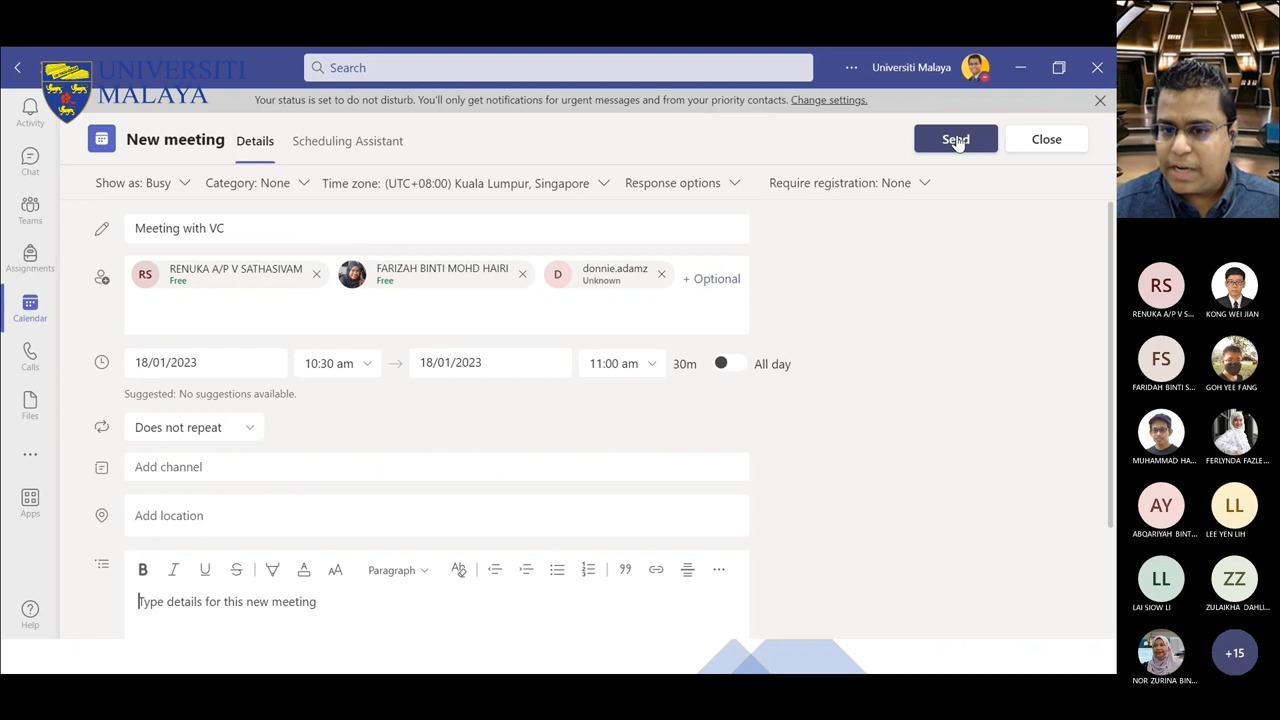 UNIVERSITI
MALAYA
Search
Universiti Malaya
Your status is set to do not disturb. You'll only get notifications for urgent messages and from your priority contacts. Change settings.
Activity
Chat
Teams
Assignments
Calendar
Calls
Files
Apps
Help
New meeting
Details
Scheduling Assistant
Send
Close
Show as: Busy
Category: None
Time zone: (UTC+08:00) Kuala Lumpur, Singapore
Response options
Require registration: None
Meeting with VC
RS
RENUKA A/P V SATHASIVAM
Free
FARIZAH BINTI MOHD HAIRI
Free
D
donnie.adamz
Unknown
+ Optional
18/01/2023
10:30 am
18/01/2023
11:00 am
30m
All day
Suggested: No suggestions available.
Does not repeat
Add channel
Add location
B I U S
AA
Paragraph
Type details for this new meeting
RS
RENUKA A/P V S...
KONG WEI JIAN
FS
FARIDAH BINTI S...
GOH YEE FANG
MUHAMMAD HA...
FERLYNDA FAZLE...
AY
ABQARIYAH BINT...
LL
LEE YEN LIH
LL
LAI SIOW LI
ZZ
ZULAIKHA DAHLI...
NOR ZURINA BIN...
+15